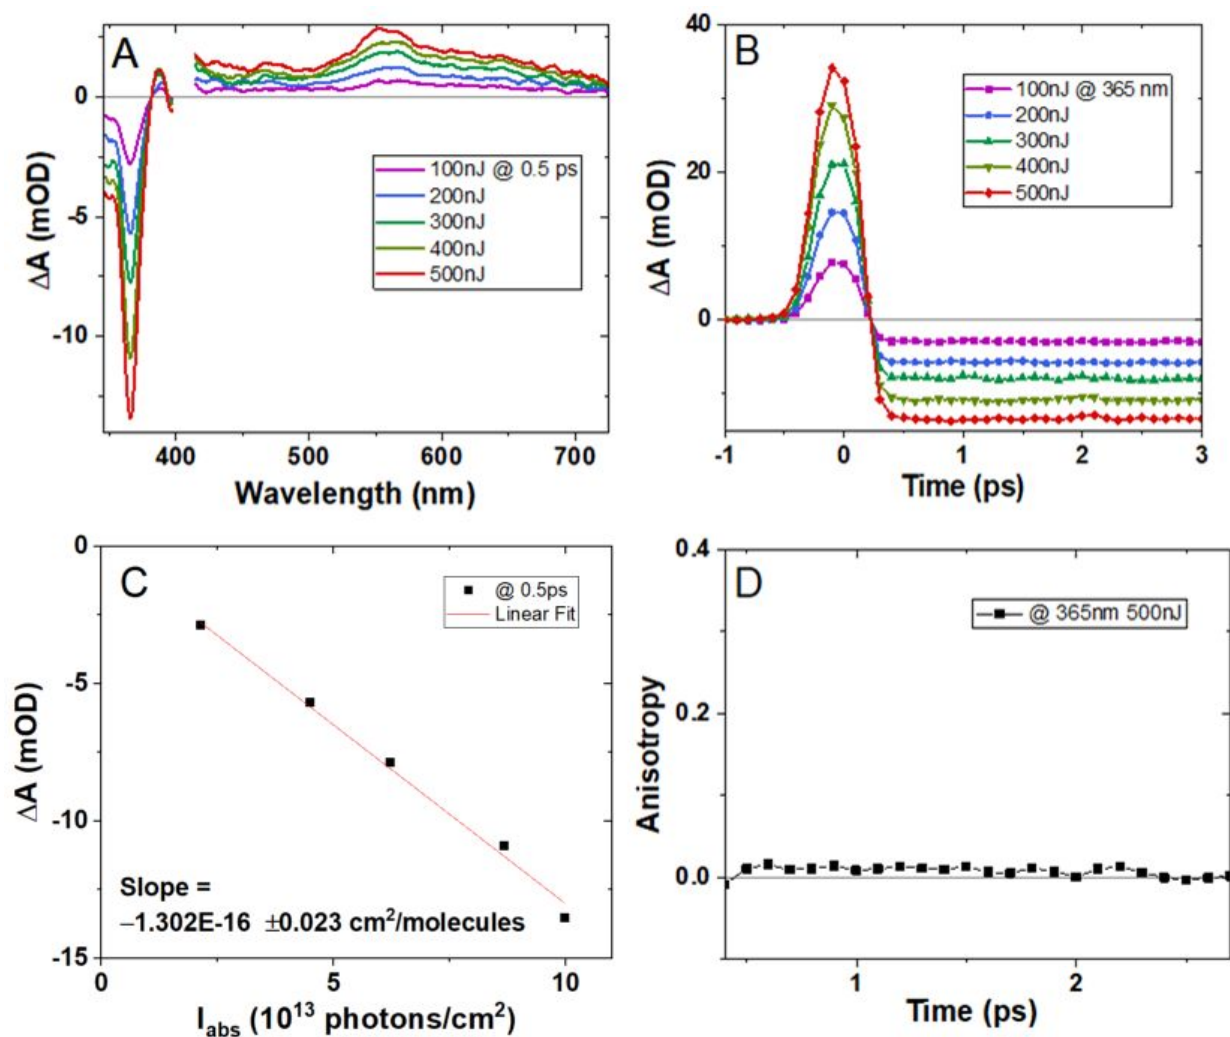 A
ΔA (mOD)
0
-5
-10
100nJ @ 0.5 ps
200nJ
300nJ
400nJ
500nJ
400
500
600
700
Wavelength (nm)
B
ΔA (mOD)
40
20
0
100nJ @ 365 nm
200nJ
300nJ
400nJ
500nJ
-1
0
1
2
3
Time (ps)
C
ΔA (mOD)
0
-5
-10
-15
@ 0.5ps
Linear Fit
Slope =
−1.302E-16 ±0.023 cm²/molecules
0
5
10
I_abs (10¹³ photons/cm²)
D
Anisotropy
0.4
0.2
0.0
@ 365nm 500nJ
1
2
Time (ps)